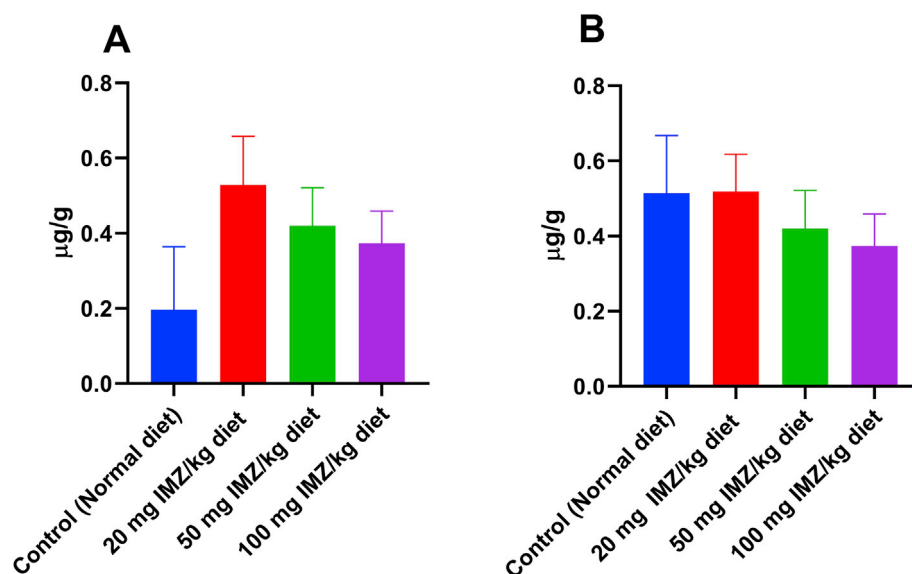 A
0.8
0.6
0.4
0.2
0.0
µg/g
Control (Normal diet)
20 mg IMZ/kg diet
50 mg IMZ/kg diet
100 mg IMZ/kg diet
B
0.8
0.6
0.4
0.2
0.0
µg/g
Control (Normal diet)
20 mg IMZ/kg diet
50 mg IMZ/kg diet
100 mg IMZ/kg diet